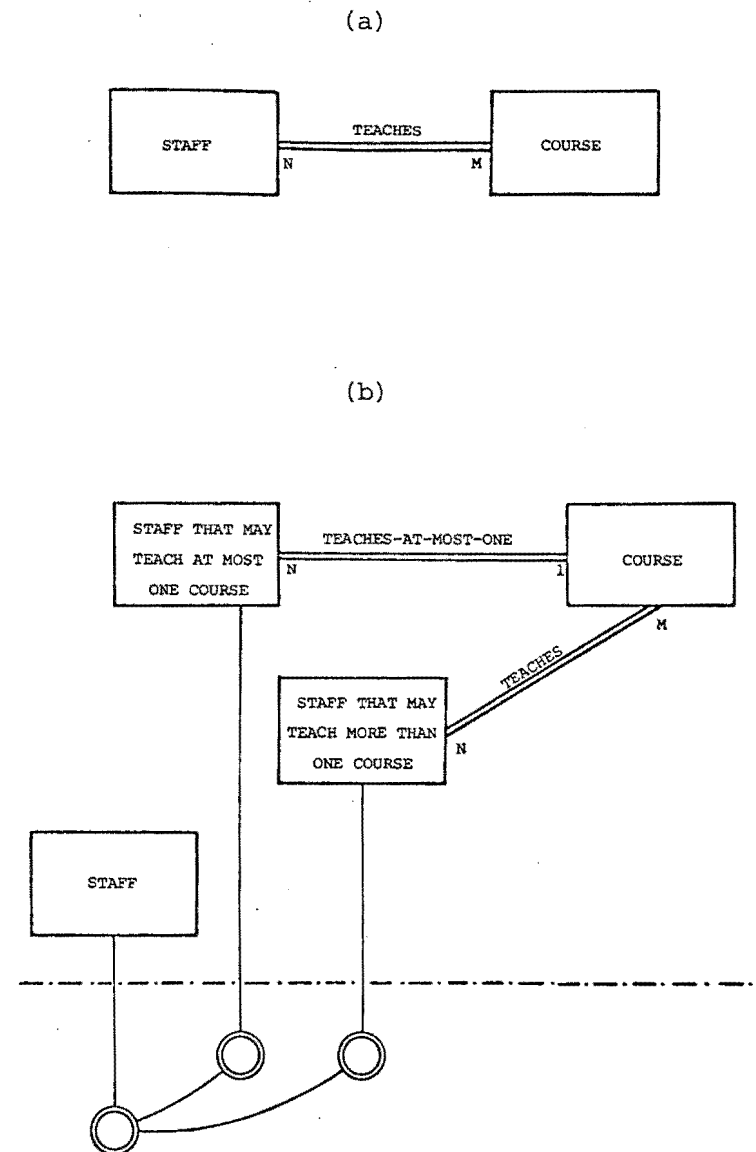 (a)
STAFF
TEACHES
COURSE
N
M
(b)
STAFF THAT MAY
TEACH AT MOST
ONE COURSE
TEACHES-AT-MOST-ONE
N
1
COURSE
M
TEACHES
STAFF THAT MAY
TEACH MORE THAN
ONE COURSE
N
STAFF